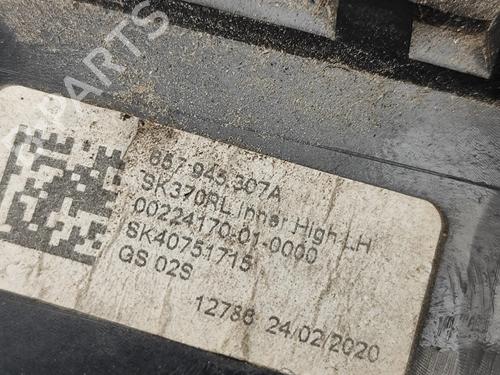 657.945.307A
SK370RL Inner High LH
00224170-01-0000
SK40751715
GS 02S
12786 24/02/2020